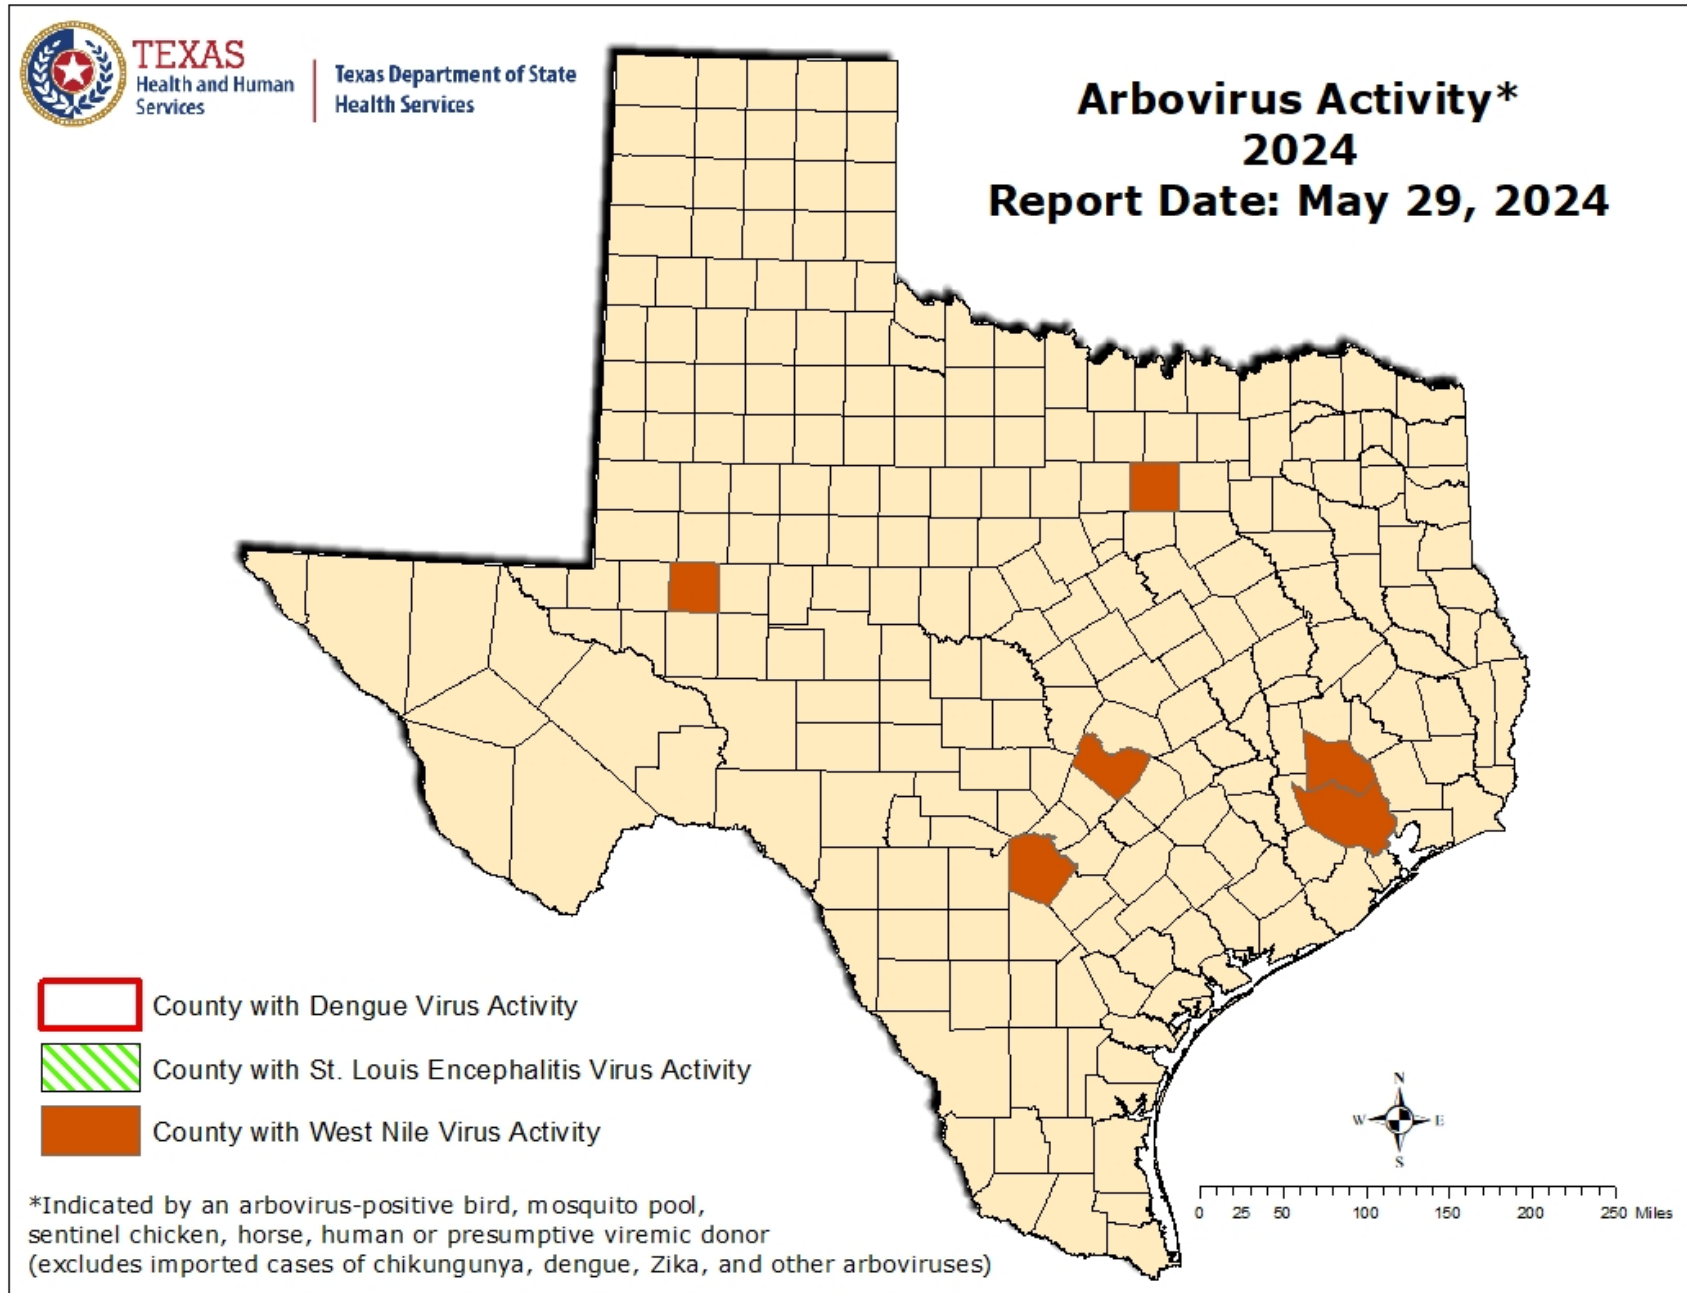 TEXAS
Health and Human
Services
Texas Department of State
Health Services
Arbovirus Activity*
2024
Report Date: May 29, 2024
County with Dengue Virus Activity
County with St. Louis Encephalitis Virus Activity
County with West Nile Virus Activity
*Indicated by an arbovirus-positive bird, mosquito pool,
sentinel chicken, horse, human or presumptive viremic donor
(excludes imported cases of chikungunya, dengue, Zika, and other arboviruses)
N
W E
S
0 25 50 100 150 200 250 Miles